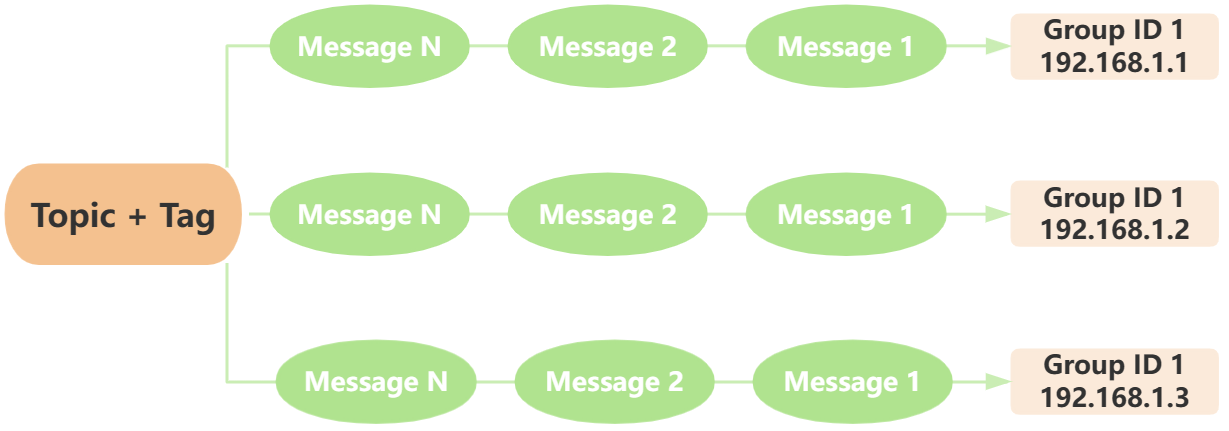 Message N
Message 2
Message 1
Group ID 1
192.168.1.1
Topic + Tag
Message N
Message 2
Message 1
Group ID 1
192.168.1.2
Message N
Message 2
Message 1
Group ID 1
192.168.1.3